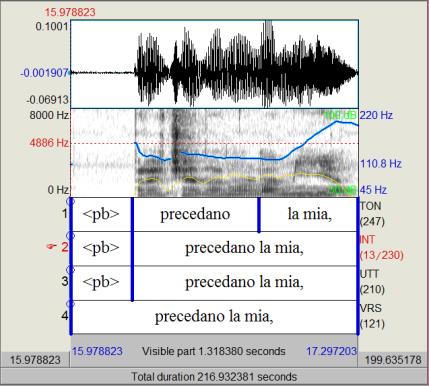 15.978823
0.1001
-0.001907
-0.06913
8000 Hz
100 dB
220 Hz
4886 Hz
110.8 Hz
0 Hz
50 dB
45 Hz
1 <pb> precedano la mia, TON (247)
2 <pb> precedano la mia, INT (13/230)
3 <pb> precedano la mia, UTT (210)
4 precedano la mia, VRS (121)
15.978823 Visible part 1.318380 seconds 17.297203
15.978823 199.635178
Total duration 216.932381 seconds